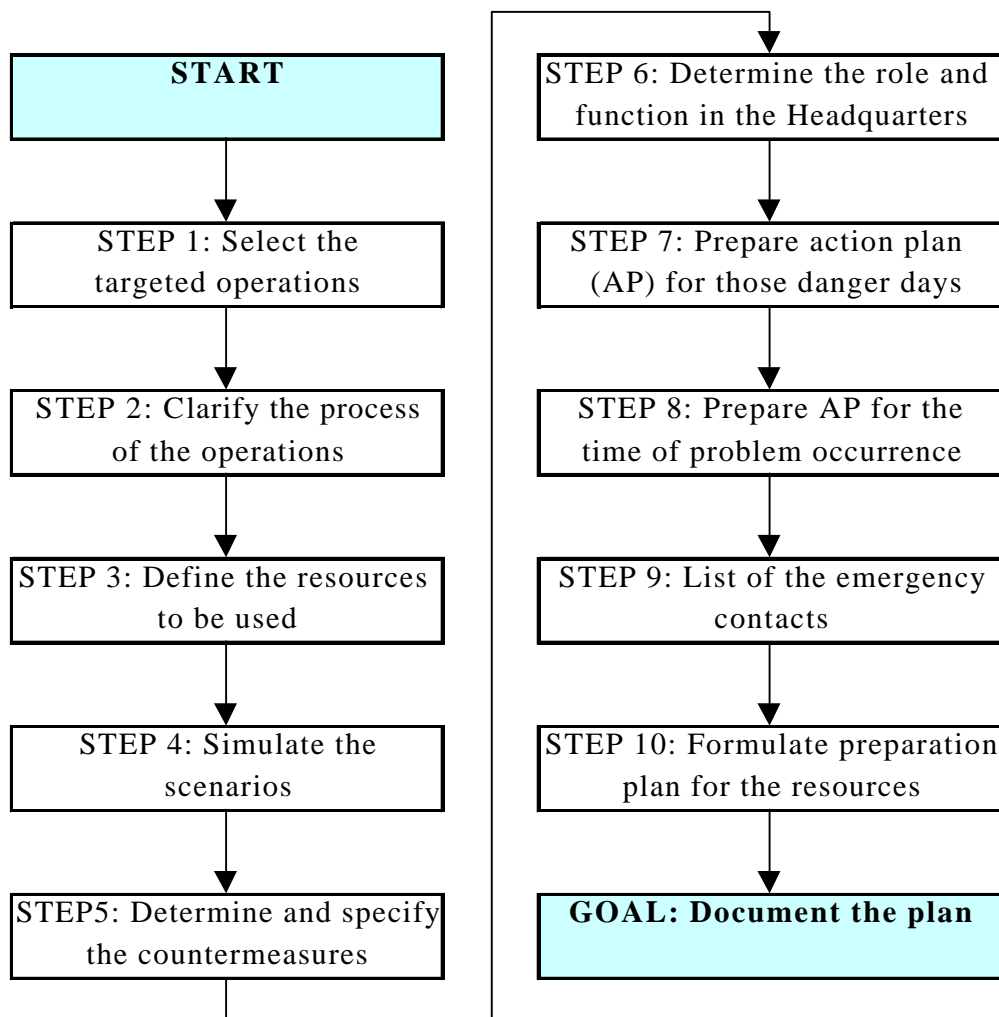 START
STEP 1: Select the
targeted operations
STEP 2: Clarify the process
of the operations
STEP 3: Define the resources
to be used
STEP 4: Simulate the
scenarios
STEP5: Determine and specify
the countermeasures
STEP 6: Determine the role and
function in the Headquarters
STEP 7: Prepare action plan
(AP) for those danger days
STEP 8: Prepare AP for the
time of problem occurrence
STEP 9: List of the emergency
contacts
STEP 10: Formulate preparation
plan for the resources
GOAL: Document the plan